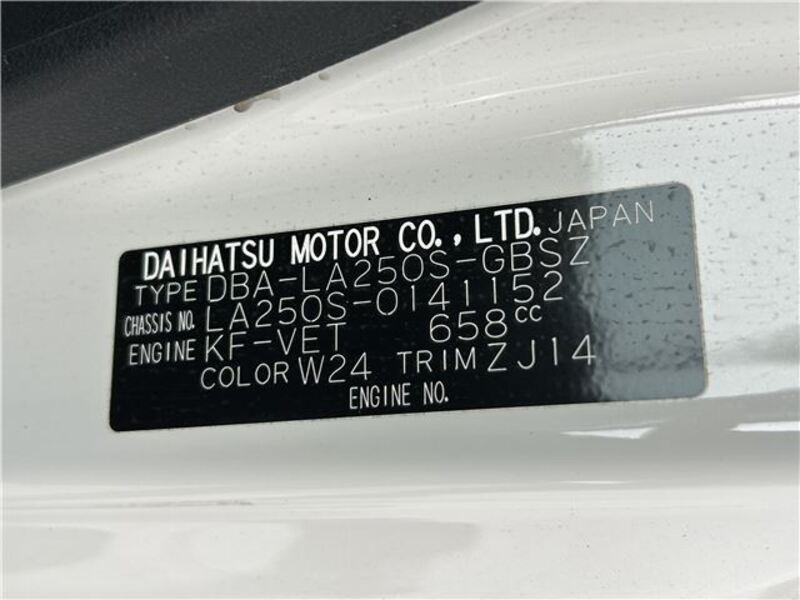 DAIHATSU MOTOR CO., LTD. JAPAN
TYPE DBA-LA250S-GBSZ
CHASSIS NO. LA250S-0141152
ENGINE KF-VET 658cc
COLOR W24 TRIM ZJ14
ENGINE NO.